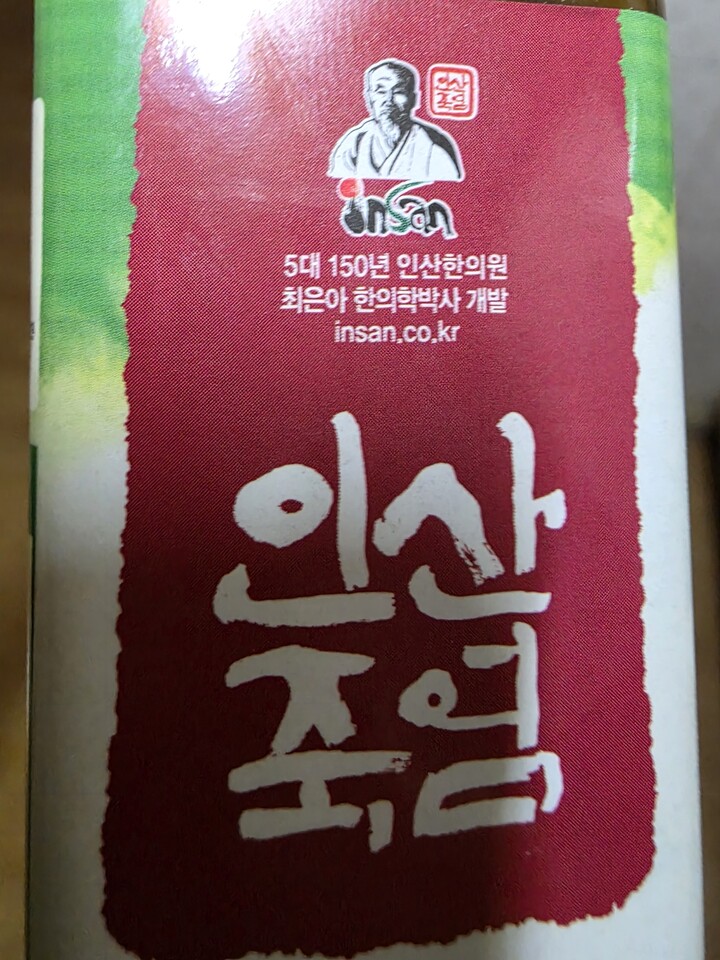 인산
죽염
insan
5대 150년 인산한의원
최은아 한의학박사 개발
insan.co.kr
인산
죽염